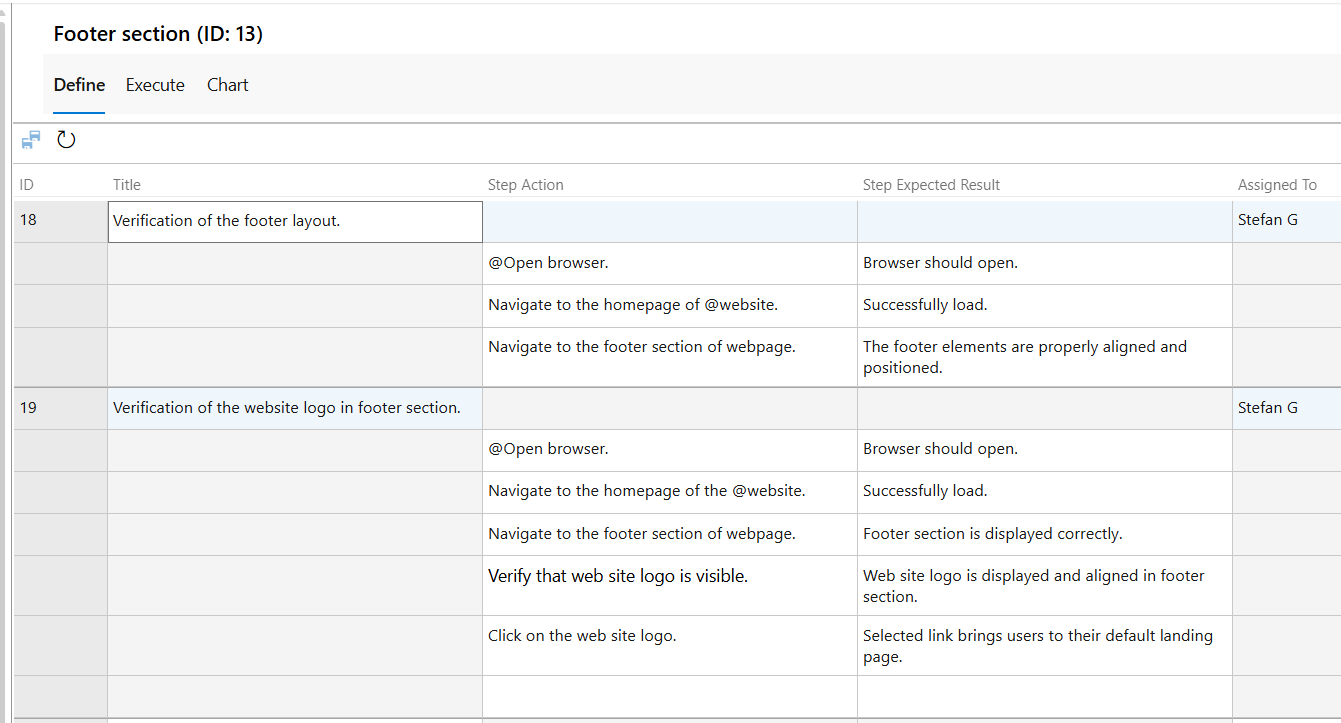 Footer section (ID: 13)
Define Execute Chart
ID Title Step Action Step Expected Result Assigned To
18 Verification of the footer layout. Stefan G
@Open browser. Browser should open.
Navigate to the homepage of @website. Successfully load.
Navigate to the footer section of webpage. The footer elements are properly aligned and
positioned.
19 Verification of the website logo in footer section. Stefan G
@Open browser. Browser should open.
Navigate to the homepage of the @website. Successfully load.
Navigate to the footer section of webpage. Footer section is displayed correctly.
Verify that web site logo is visible. Web site logo is displayed and aligned in footer
section.
Click on the web site logo. Selected link brings users to their default landing
page.